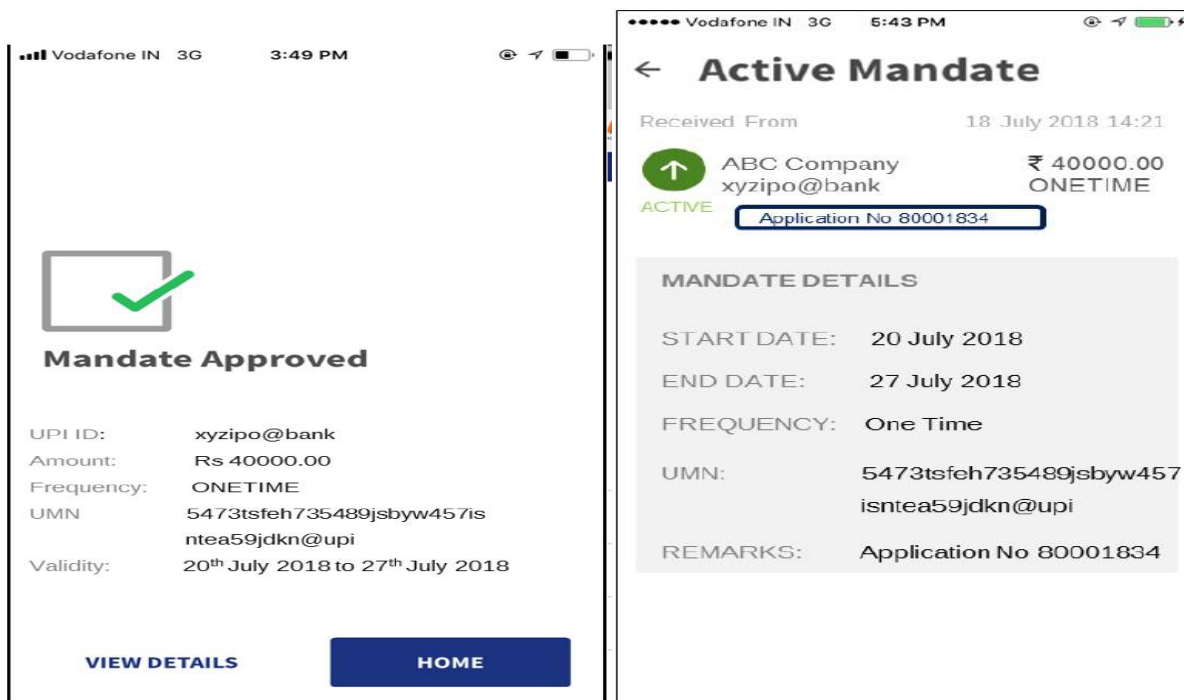 Vodafone IN 3G 3:49 PM
Mandate Approved
UPI ID: xyzipo@bank
Amount: Rs 40000.00
Frequency: ONETIME
UMN 5473tsfeh735489jsbyw457is
ntea59jdkn@upi
Validity: 20th July 2018 to 27th July 2018
VIEW DETAILS HOME
Vodafone IN 3G 5:43 PM
← Active Mandate
Received From 18 July 2018 14:21
ABC Company ₹ 40000.00
xyzipo@bank ONETIME
ACTIVE Application No 80001834
MANDATE DETAILS
START DATE: 20 July 2018
END DATE: 27 July 2018
FREQUENCY: One Time
UMN: 5473tsfeh735489jsbyw457
isntea59jdkn@upi
REMARKS: Application No 80001834